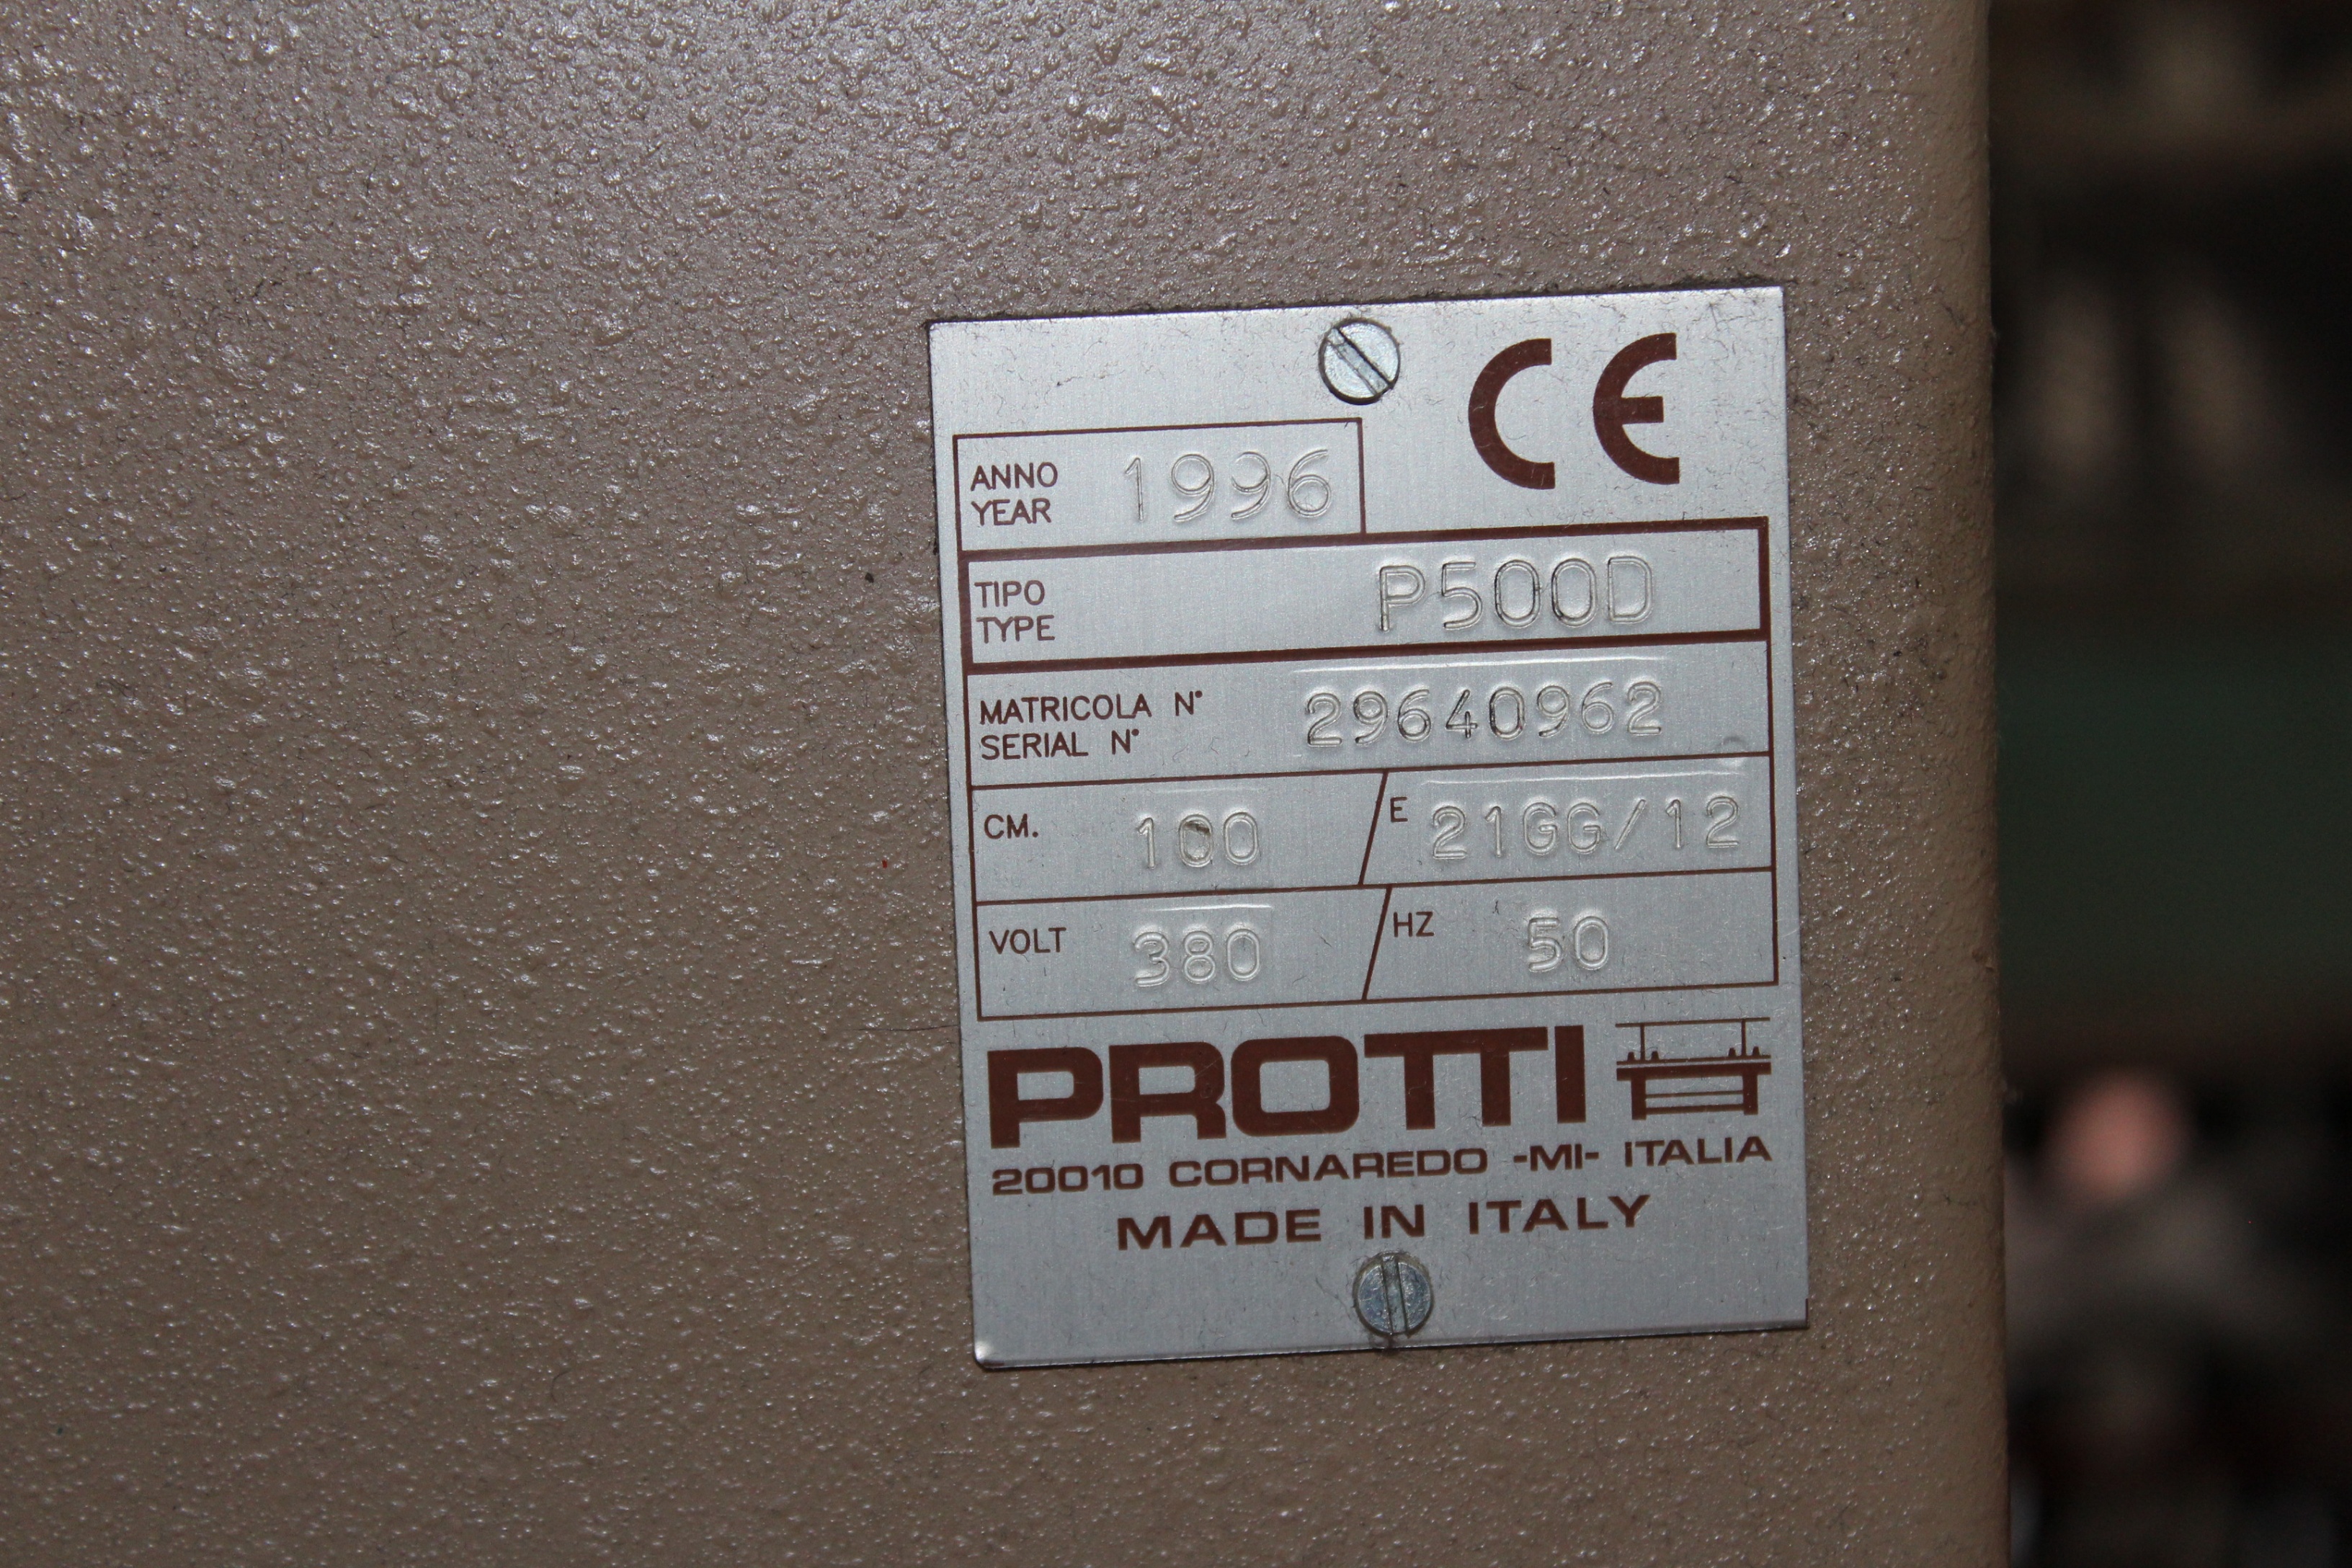 CE
ANNO 1996
YEAR
TIPO P500D
TYPE
MATRICOLA N° 29640962
SERIAL N°
CM. 100 E 21GG/12
VOLT 380 HZ 50
PROTTI
20010 CORNAREDO -MI- ITALIA
MADE IN ITALY